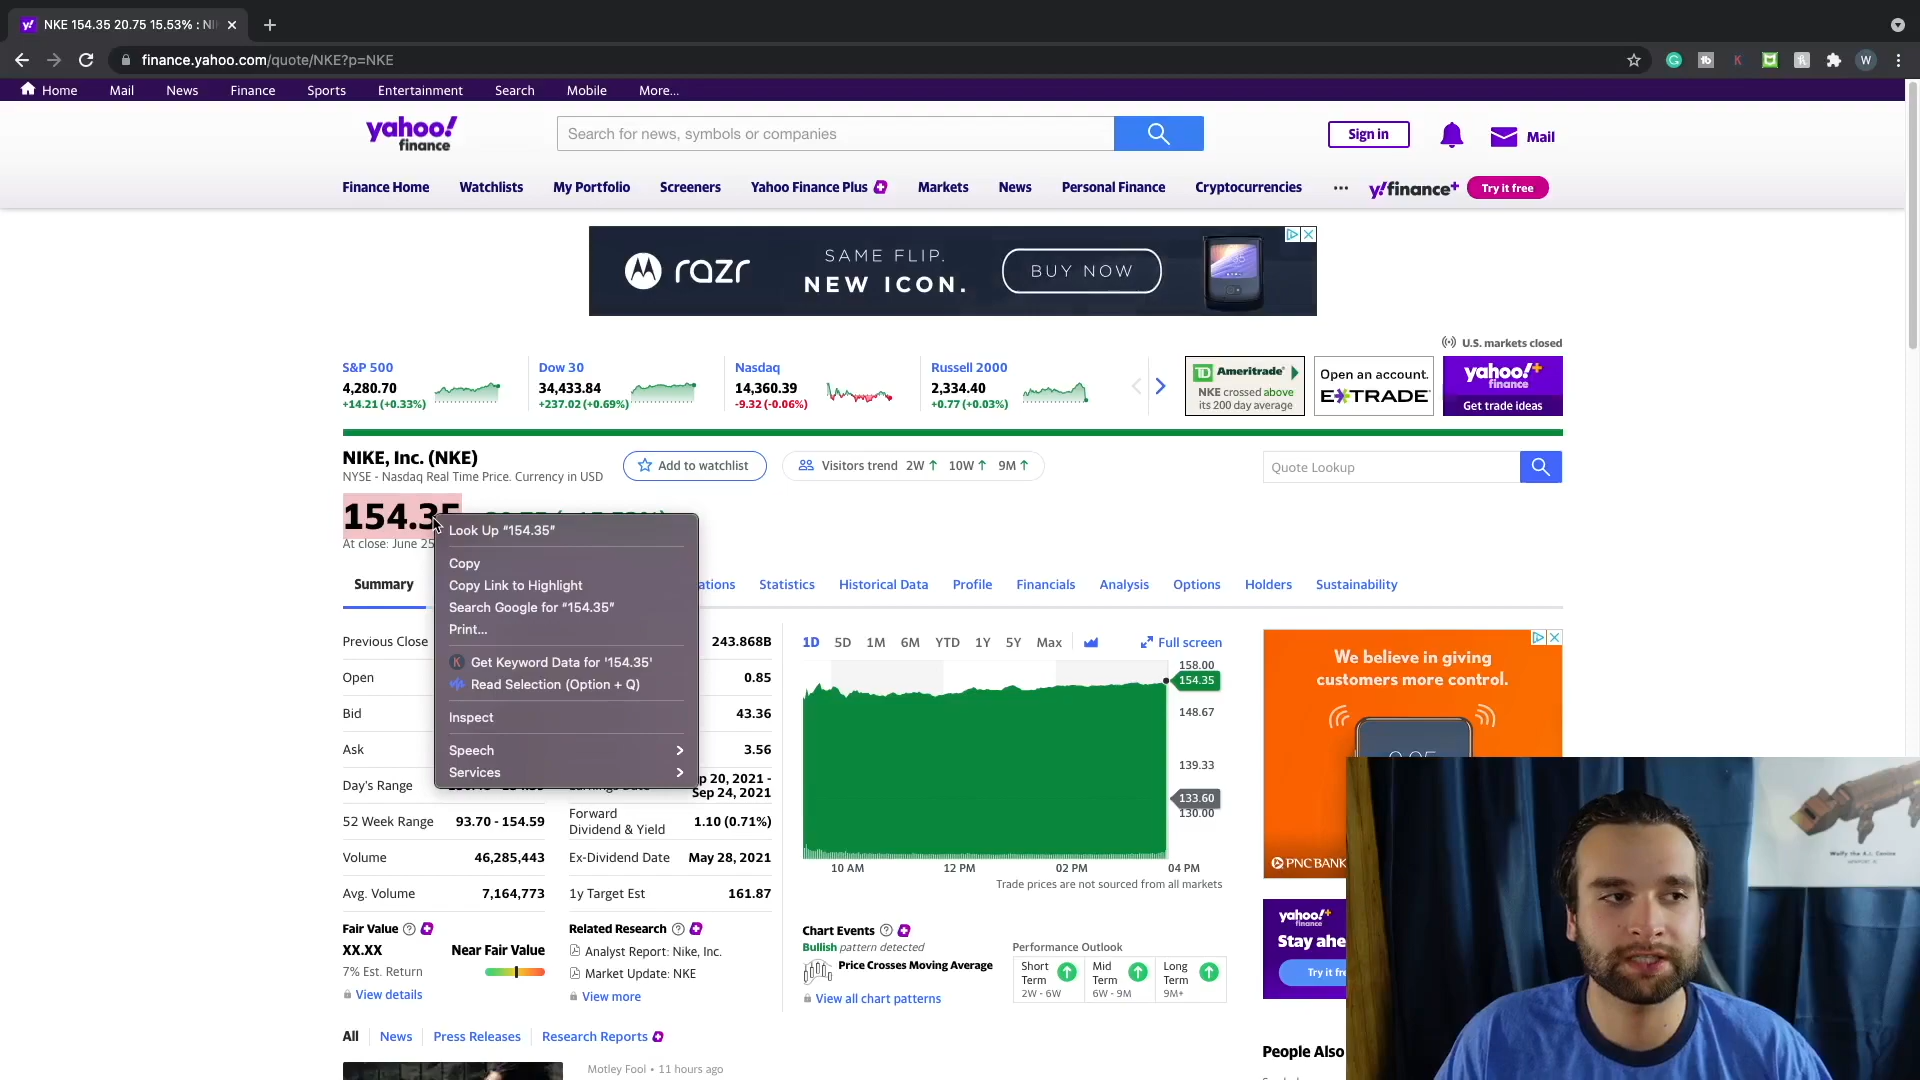 NKE 154.35 20.75 15.53% : NI
finance.yahoo.com/quote/NKE?p=NKE
W
Home Mail News Finance Sports Entertainment Search Mobile More...
yahoo! finance
Search for news, symbols or companies
Sign in
Mail
Finance Home Watchlists My Portfolio Screeners Yahoo Finance Plus Markets News Personal Finance Cryptocurrencies ... y!finance+ Try it free
razr
SAME FLIP.
NEW ICON.
BUY NOW
U.S. markets closed
S&P 500
4,280.70
+14.21 (+0.33%)
Dow 30
34,433.84
+237.02 (+0.69%)
Nasdaq
14,360.39
-9.32 (-0.06%)
Russell 2000
2,334.40
+0.77 (+0.03%)
TD Ameritrade
NKE crossed above
its 200 day average
Open an account.
E*TRADE
yahoo!+
finance
Get trade ideas
NIKE, Inc. (NKE)
NYSE - Nasdaq Real Time Price. Currency in USD
Add to watchlist
Visitors trend 2W ↑ 10W ↑ 9M ↑
Quote Lookup
154.35
At close: June 25
Look Up “154.35”
Copy
Copy Link to Highlight
Search Google for “154.35”
Print...
Get Keyword Data for '154.35'
Read Selection (Option + Q)
Inspect
Speech
Services
Summary
Statistics Historical Data Profile Financials Analysis Options Holders Sustainability
Previous Close
Open
Bid
Ask
Day's Range
52 Week Range 93.70 - 154.59
Volume 46,285,443
Avg. Volume 7,164,773
243.868B
0.85
43.36
3.56
p 20, 2021 -
Sep 24, 2021
Forward
Dividend & Yield 1.10 (0.71%)
Ex-Dividend Date May 28, 2021
1y Target Est 161.87
1D 5D 1M 6M YTD 1Y 5Y Max
Full screen
158.00
154.35
148.67
139.33
133.60
130.00
10 AM 12 PM 02 PM 04 PM
Trade prices are not sourced from all markets
We believe in giving
customers more control.
PNC BANK
Fair Value
XX.XX Near Fair Value
7% Est. Return
View details
Related Research
Analyst Report: Nike, Inc.
Market Update: NKE
View more
Chart Events
Bullish pattern detected
Price Crosses Moving Average
View all chart patterns
Performance Outlook
Short
Term
2W - 6W
Mid
Term
6W - 9M
Long
Term
9M+
yahoo!+
finance
Stay ahe
Try it fre
All News Press Releases Research Reports
Motley Fool • 11 hours ago
People Also